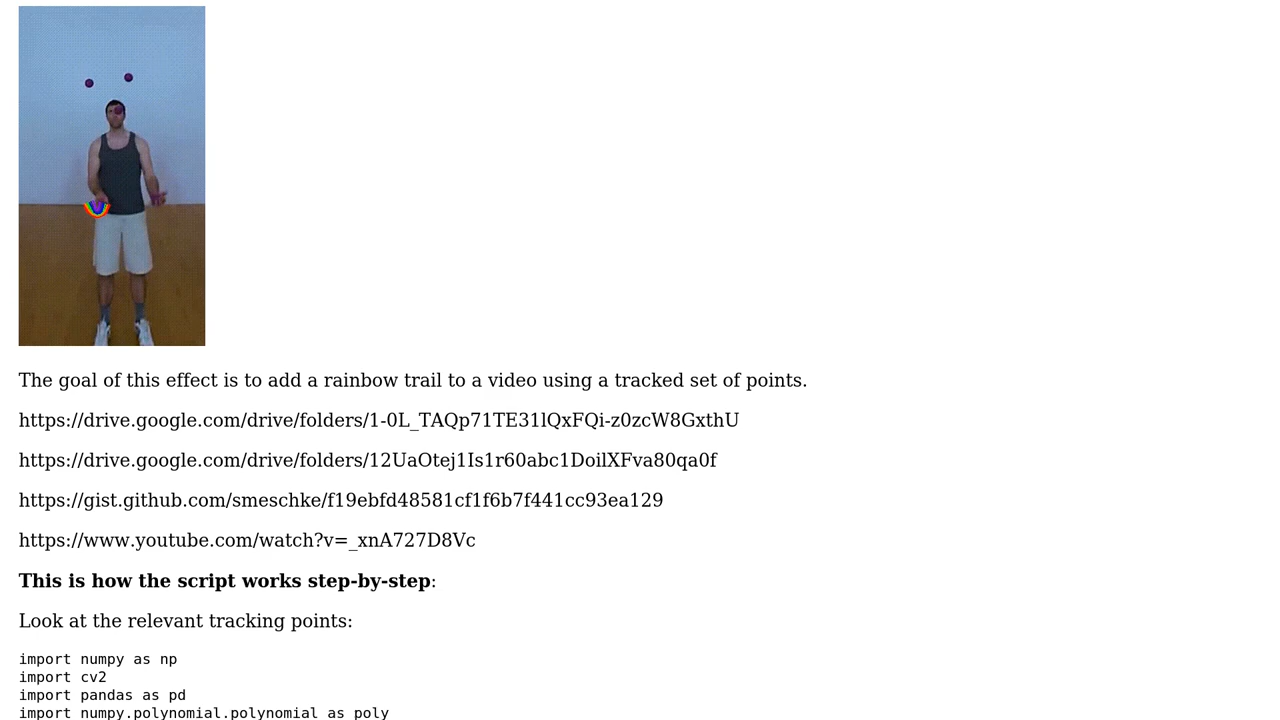 The goal of this effect is to add a rainbow trail to a video using a tracked set of points.
https://drive.google.com/drive/folders/1-0L_TAQp71TE31lQxFQi-z0zcW8GxthU
https://drive.google.com/drive/folders/12UaOtej1Is1r60abc1DoilXFva80qa0f
https://gist.github.com/smeschke/f19ebfd48581cf1f6b7f441cc93ea129
https://www.youtube.com/watch?v=_xnA727D8Vc
This is how the script works step-by-step:
Look at the relevant tracking points:
import numpy as np
import cv2
import pandas as pd
import numpy.polynomial.polynomial as poly